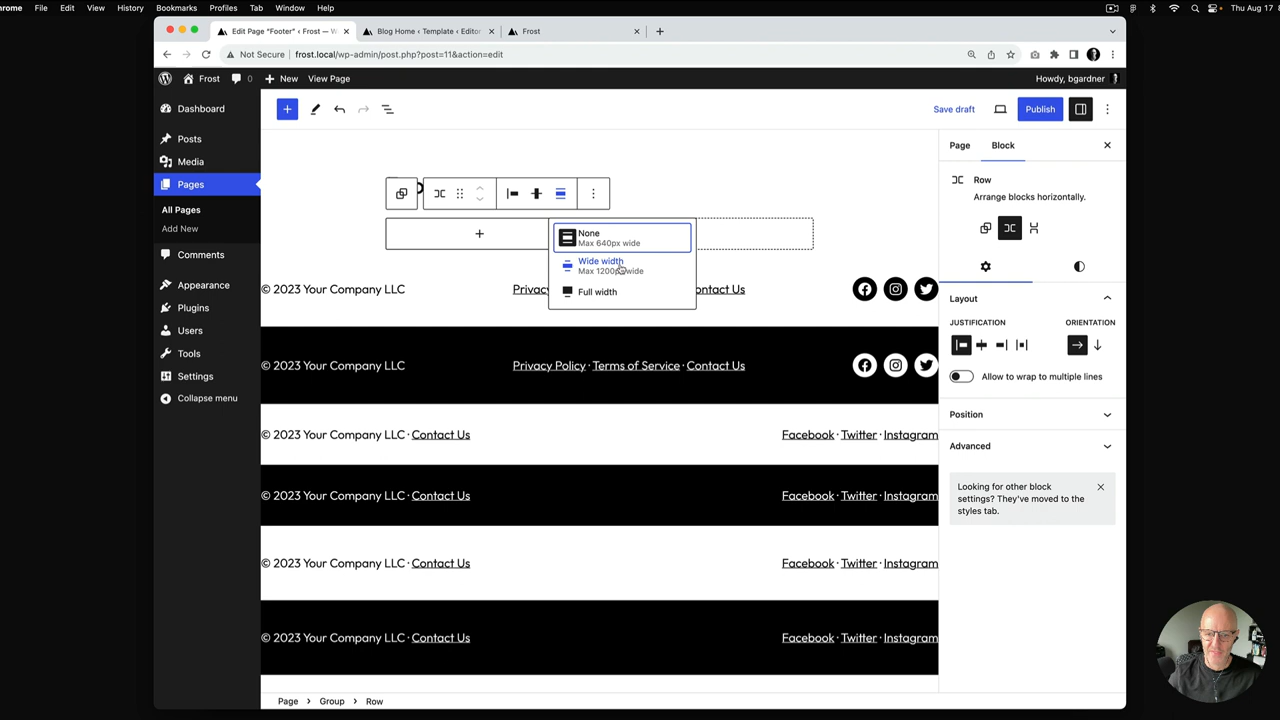 hrome File Edit View History Bookmarks Profiles Tab Window Help Thu Aug 17
Edit Page “Footer” ‹ Frost — W Blog Home ‹ Template ‹ Editor Frost
Not Secure frost.local/wp-admin/post.php?post=11&action=edit
Frost 0 New View Page Howdy, bgardner
Dashboard
Posts
Media
Pages
All Pages
Add New
Comments
Appearance
Plugins
Users
Tools
Settings
Collapse menu
Save draft Publish
None
Max 640px wide
Wide width
Max 1200px wide
Full width
© 2023 Your Company LLC Priva ontact Us
© 2023 Your Company LLC Privacy Policy · Terms of Service · Contact Us
© 2023 Your Company LLC · Contact Us Facebook · Twitter · Instagram
© 2023 Your Company LLC · Contact Us Facebook · Twitter · Instagram
© 2023 Your Company LLC · Contact Us Facebook · Twitter · Instagram
© 2023 Your Company LLC · Contact Us Facebook · Twitter · Instagram
Page Block
Row
Arrange blocks horizontally.
Layout
JUSTIFICATION ORIENTATION
Allow to wrap to multiple lines
Position
Advanced
Looking for other block
settings? They've moved to the
styles tab.
Page Group Row